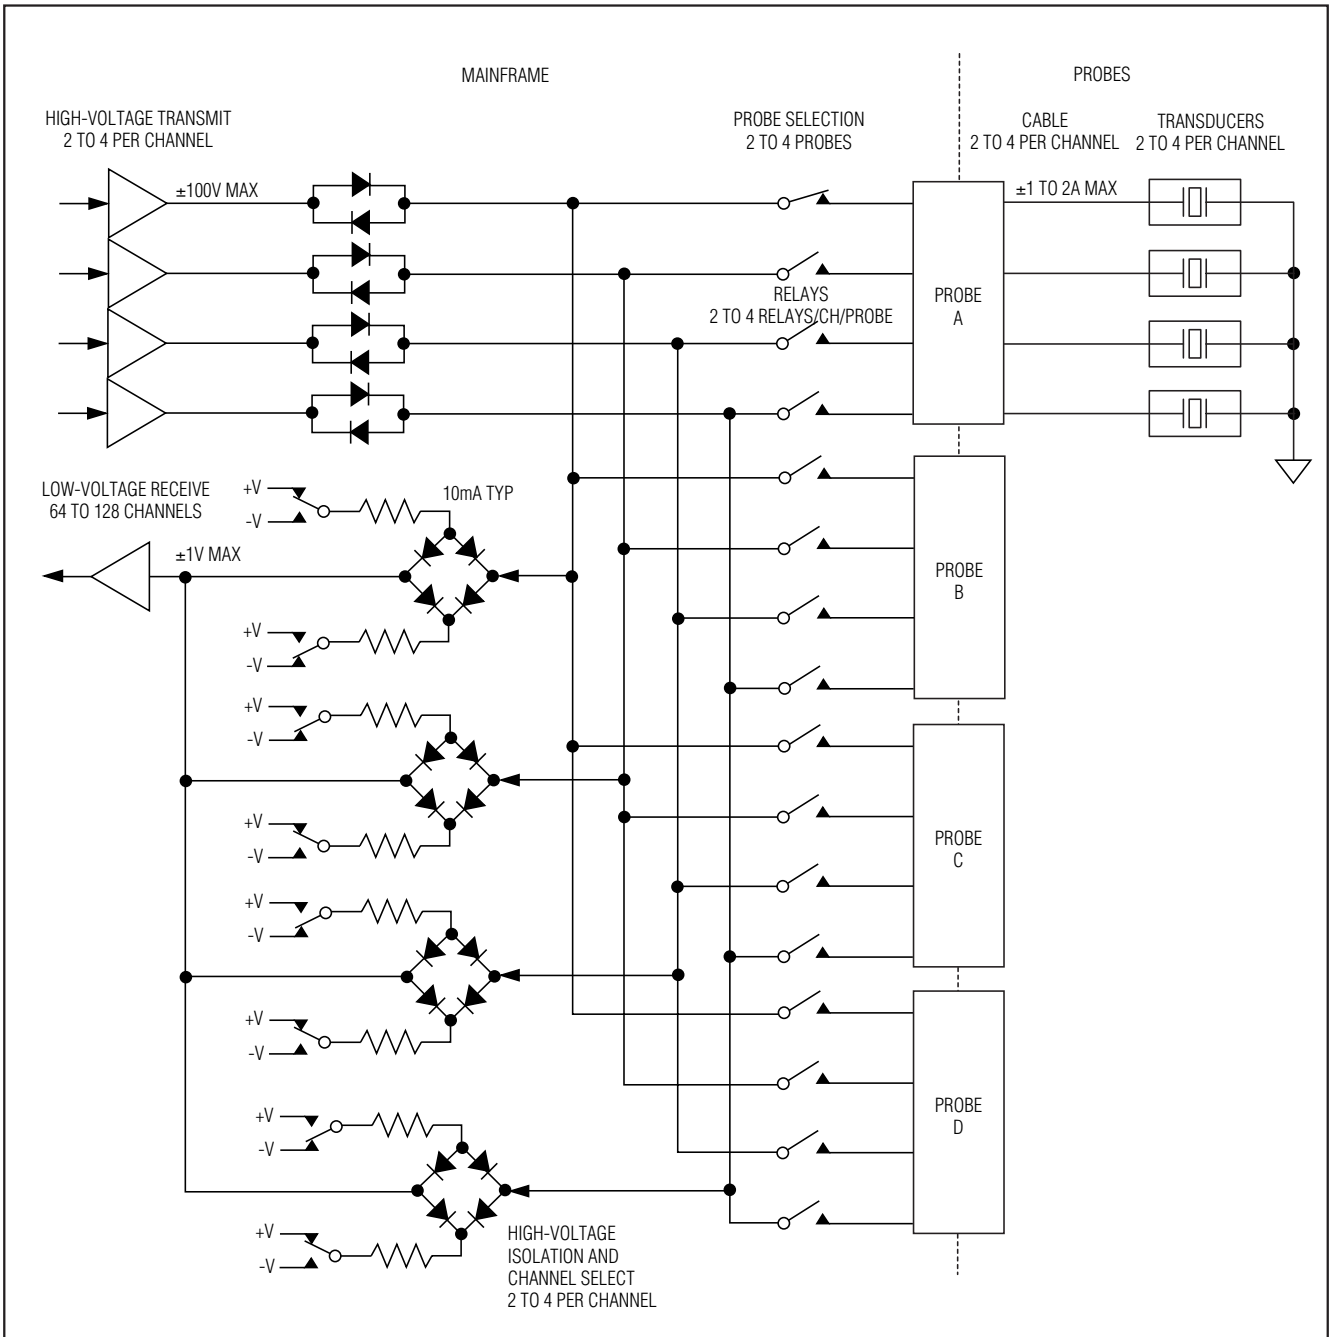 MAINFRAME
PROBES
HIGH-VOLTAGE TRANSMIT
2 TO 4 PER CHANNEL
PROBE SELECTION
2 TO 4 PROBES
CABLE
2 TO 4 PER CHANNEL
TRANSDUCERS
2 TO 4 PER CHANNEL
±100V MAX
±1 TO 2A MAX
RELAYS
2 TO 4 RELAYS/CH/PROBE
PROBE
A
LOW-VOLTAGE RECEIVE
64 TO 128 CHANNELS
+V
-V
10mA TYP
±1V MAX
PROBE
B
+V
-V
+V
-V
+V
-V
PROBE
C
+V
-V
+V
-V
+V
-V
PROBE
D
+V
-V
HIGH-VOLTAGE
ISOLATION AND
CHANNEL SELECT
2 TO 4 PER CHANNEL